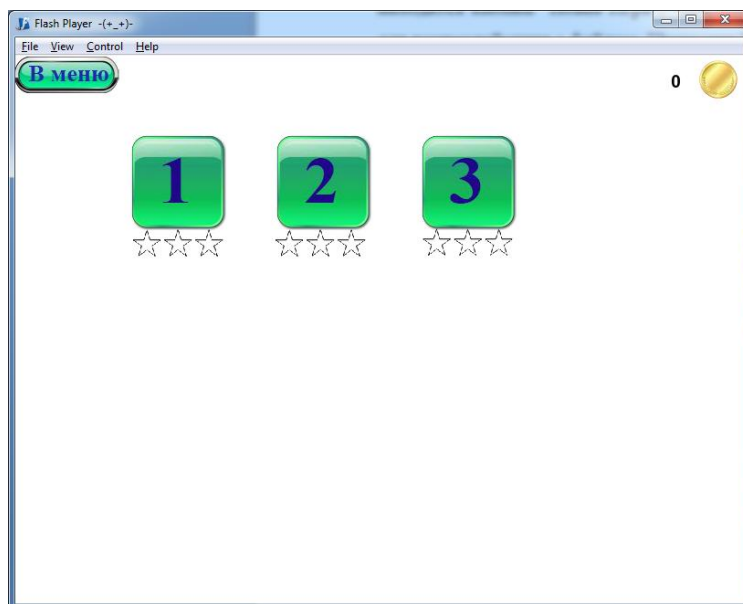 Flash Player -(+_+)-
File View Control Help
В меню
0
1 2 3